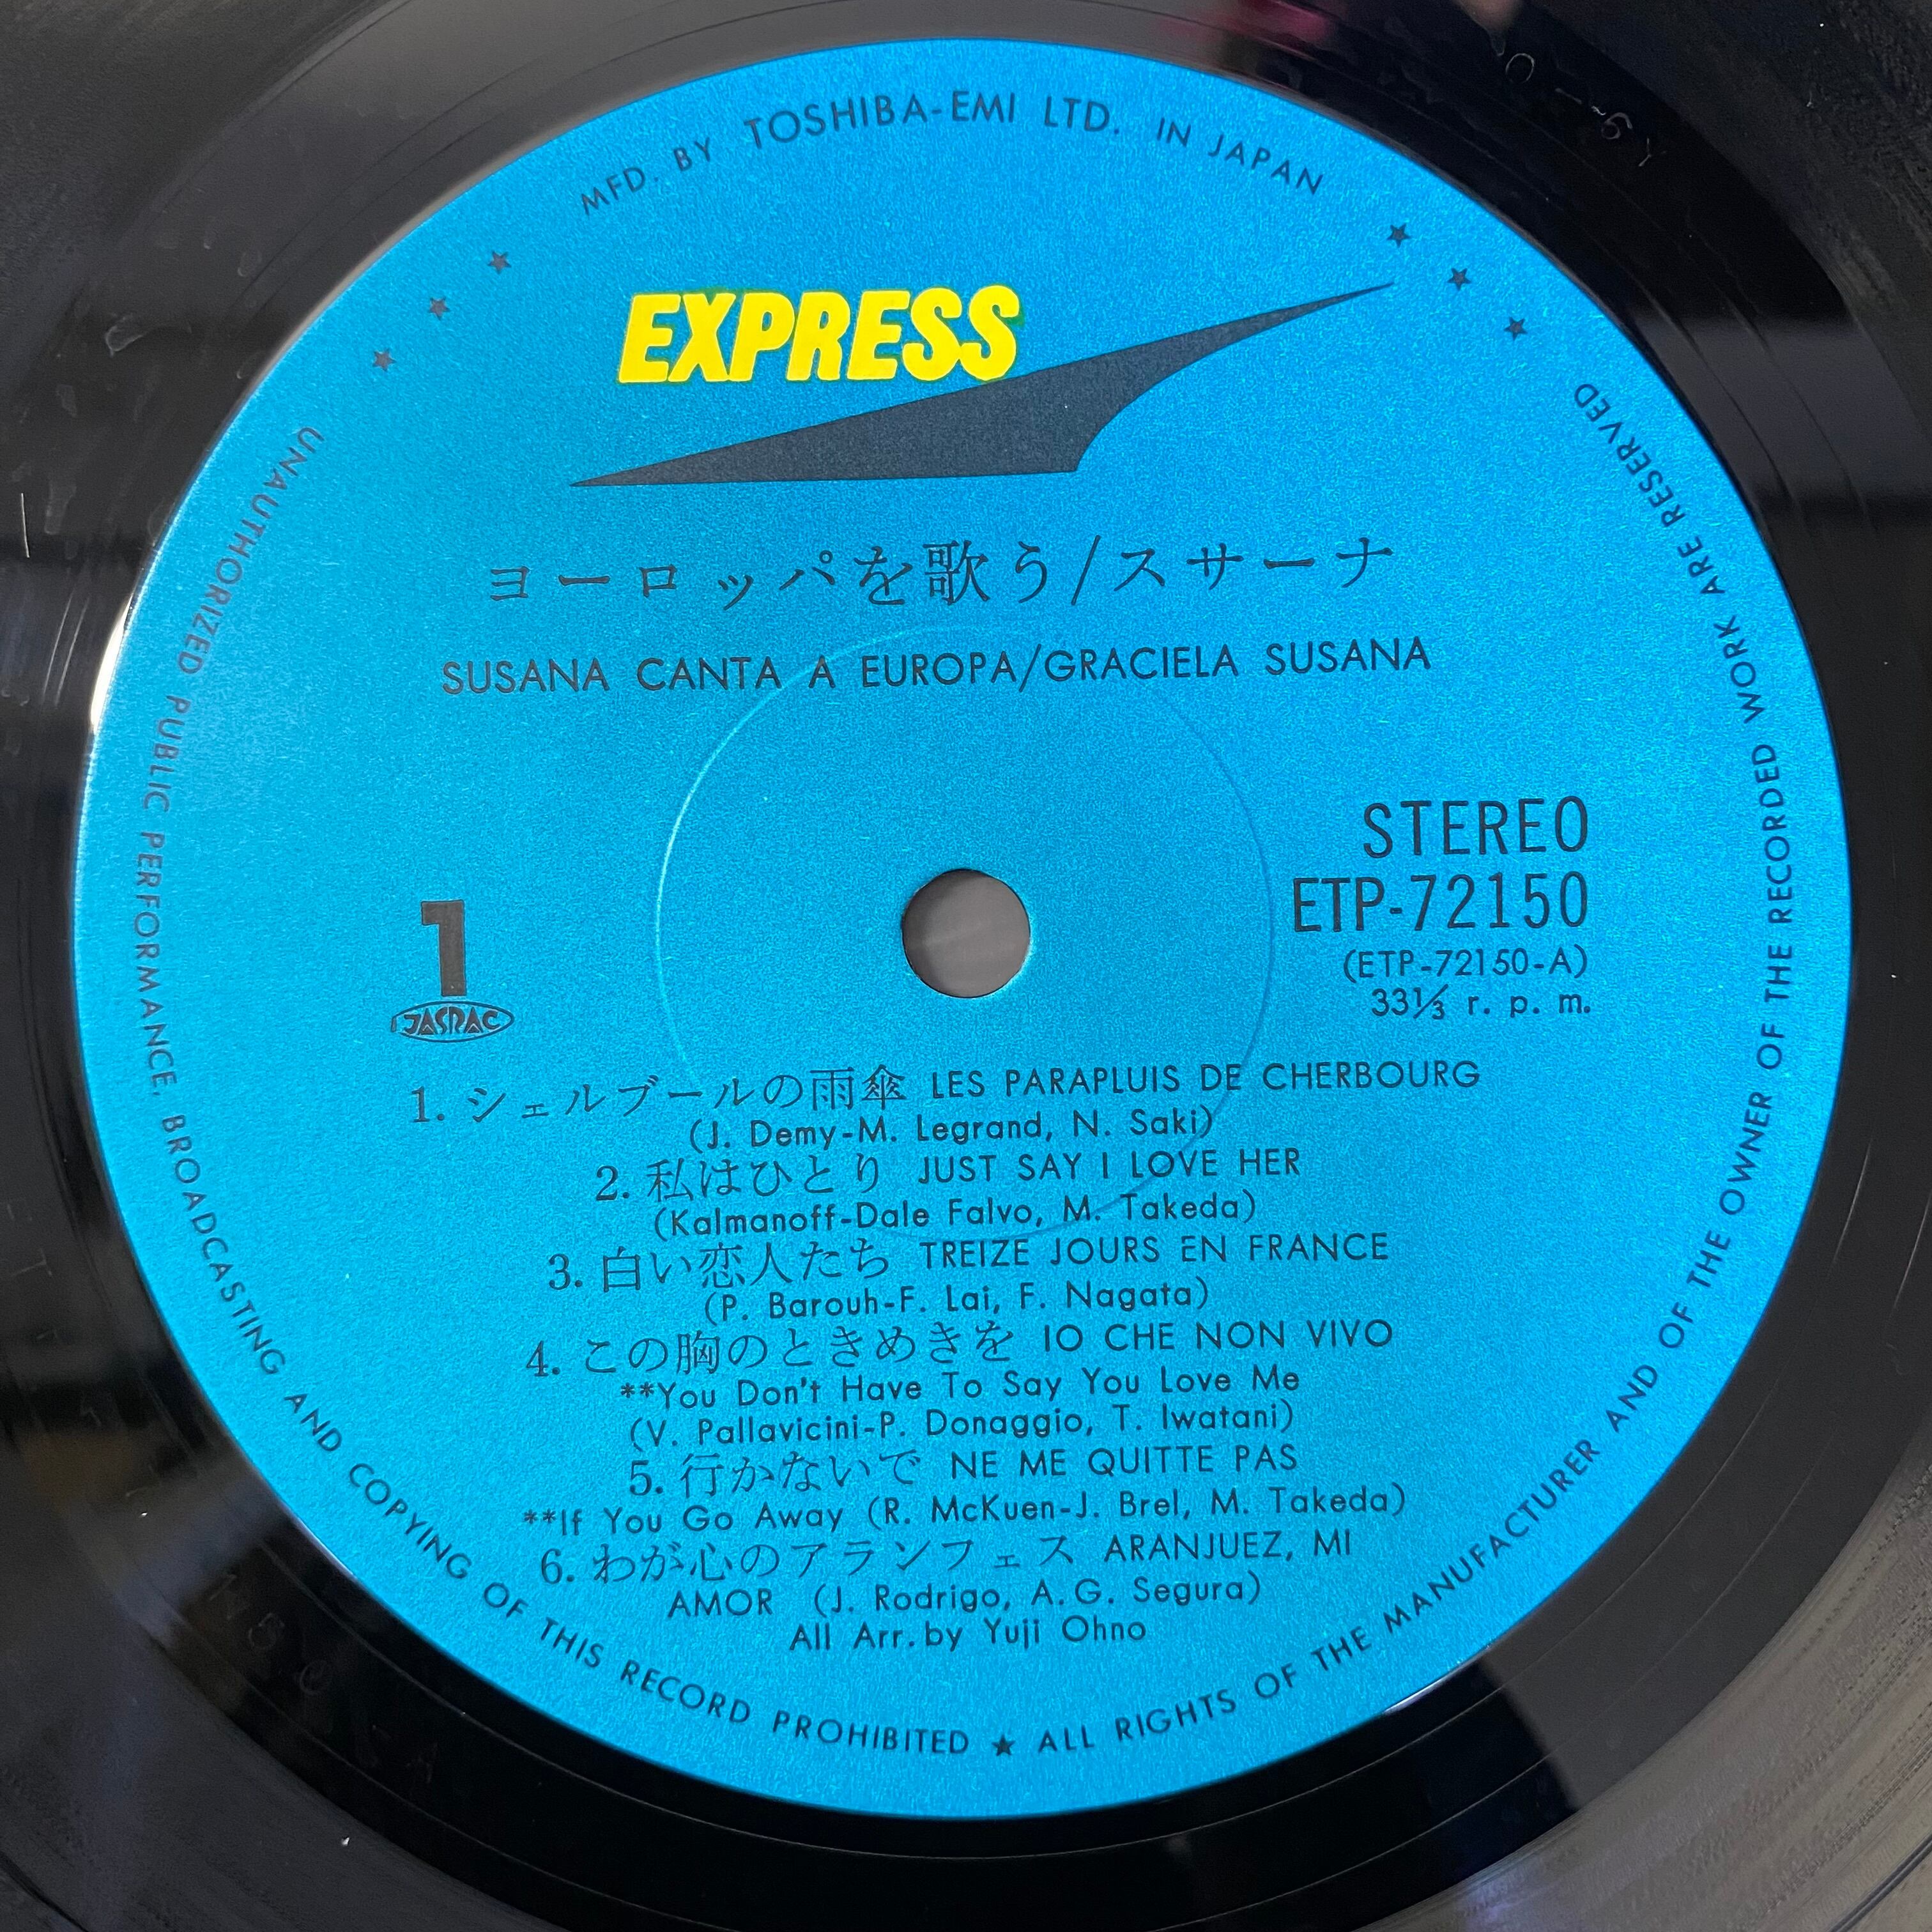 MFD. BY TOSHIBA-EMI LTD. IN JAPAN
EXPRESS
ヨーロッパを歌う/スサーナ
SUSANA CANTA A EUROPA/GRACIELA SUSANA
STEREO
ETP-72150
(ETP-72150-A)
33⅓ r. p. m.
1
JASRAC
1. シェルブールの雨傘 LES PARAPLUIS DE CHERBOURG
(J. Demy-M. Legrand, N. Saki)
2. 私はひとり JUST SAY I LOVE HER
(Kalmanoff-Dale Falvo, M. Takeda)
3. 白い恋人たち TREIZE JOURS EN FRANCE
(P. Barouh-F. Lai, F. Nagata)
4. この胸のときめきを IO CHE NON VIVO
**You Don't Have To Say You Love Me
(V. Pallavicini-P. Donaggio, T. Iwatani)
5. 行かないで NE ME QUITTE PAS
**If You Go Away (R. McKuen-J. Brel, M. Takeda)
6. わが心のアランフェス ARANJUEZ, MI
AMOR (J. Rodrigo, A.G. Segura)
All Arr. by Yuji Ohno
UNAUTHORIZED PUBLIC PERFORMANCE, BROADCASTING AND COPYING OF THIS RECORD PROHIBITED ★ ALL RIGHTS OF THE MANUFACTURER AND OF THE OWNER OF THE RECORDED WORK ARE RESERVED